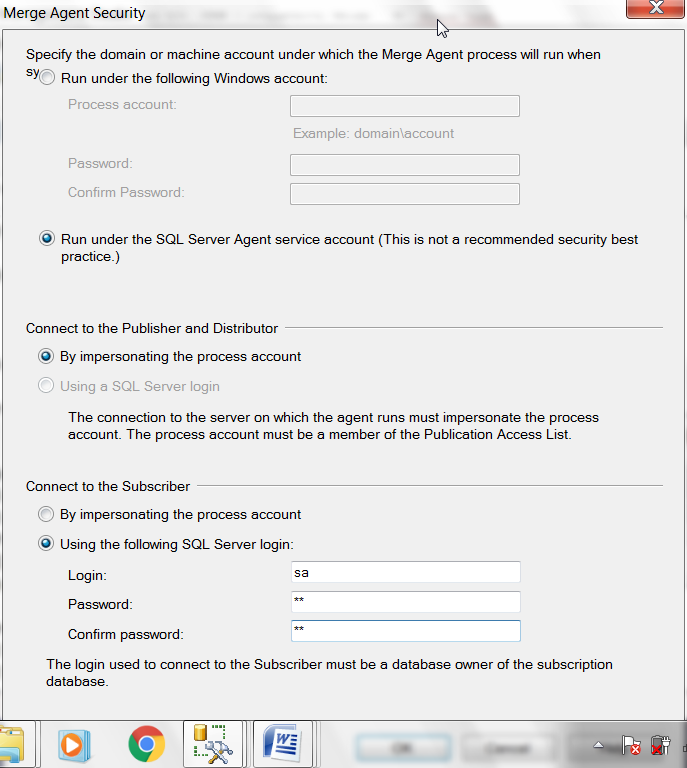 Merge Agent Security
Specify the domain or machine account under which the Merge Agent process will run when
sy
Run under the following Windows account:
Process account:
Example: domain\account
Password:
Confirm Password:
Run under the SQL Server Agent service account (This is not a recommended security best
practice.)
Connect to the Publisher and Distributor
By impersonating the process account
Using a SQL Server login
The connection to the server on which the agent runs must impersonate the process
account. The process account must be a member of the Publication Access List.
Connect to the Subscriber
By impersonating the process account
Using the following SQL Server login:
Login: sa
Password: **
Confirm password: **
The login used to connect to the Subscriber must be a database owner of the subscription
database.
OK Cancel